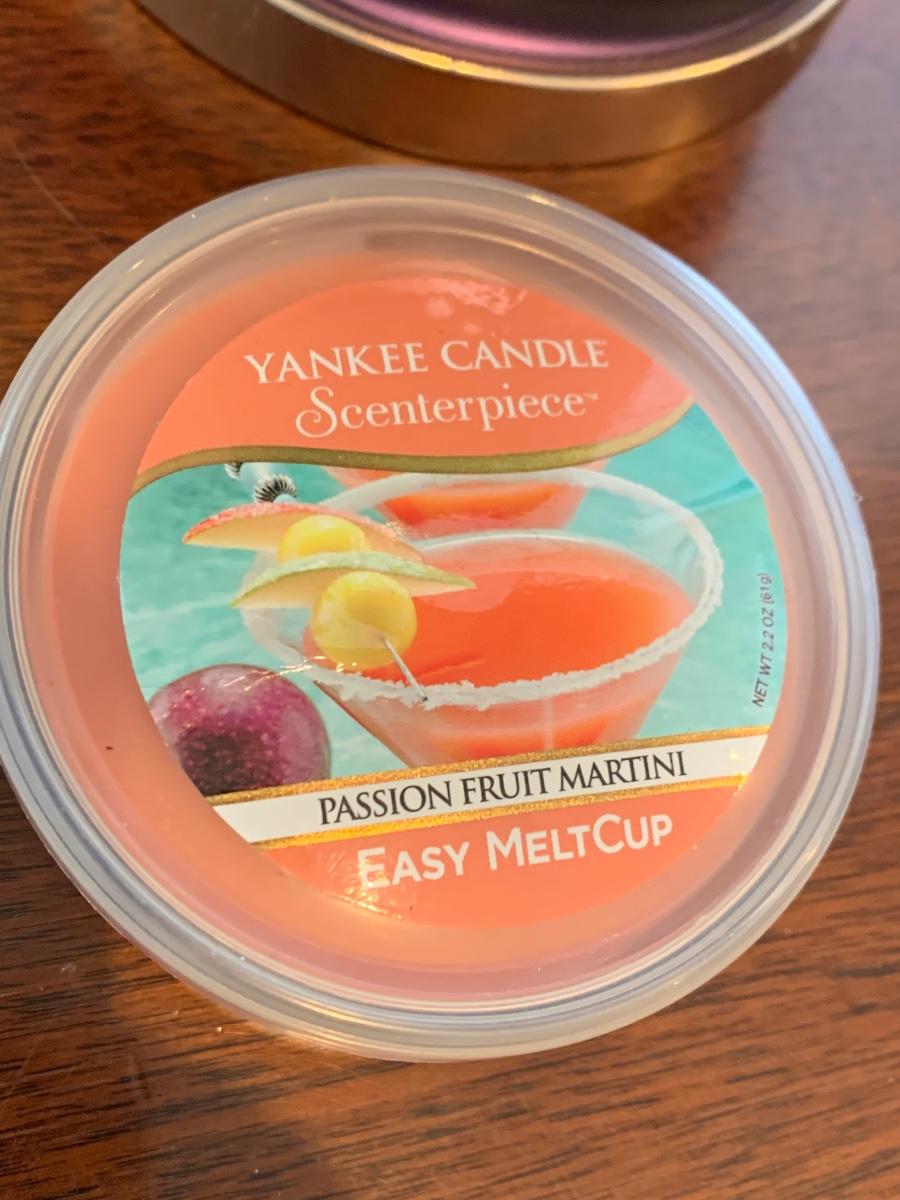 YANKEE CANDLE
Scenterpiece™
NET WT 2.2 OZ (61g)
PASSION FRUIT MARTINI
EASY MELTCUP